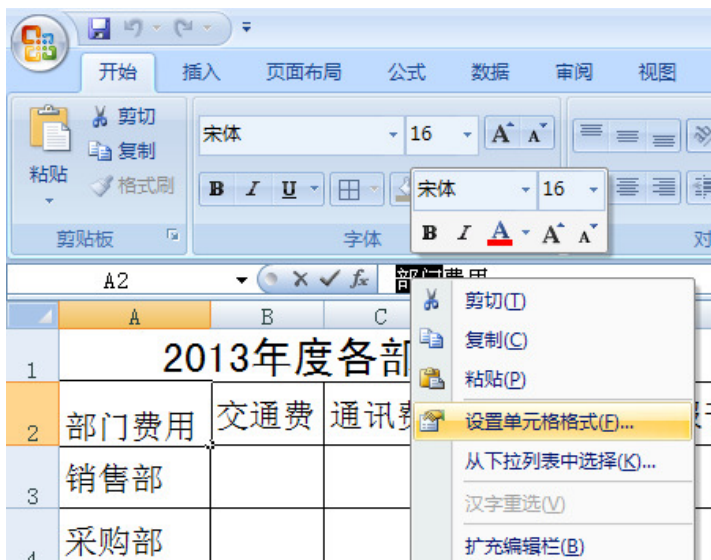 开始 插入 页面布局 公式 数据 审阅 视图
剪切
宋体 16 A A
复制
粘贴 格式刷
B I U
宋体 16
B I A A A
剪贴板 字体
A2 fx 部门费用
剪切(T)
A B C
复制(C)
1 2013年度各部
粘贴(P)
2 部门费用 交通费 通讯费
设置单元格格式(F)...
从下拉列表中选择(K)...
3 销售部
汉字重选(V)
4 采购部
扩充编辑栏(B)